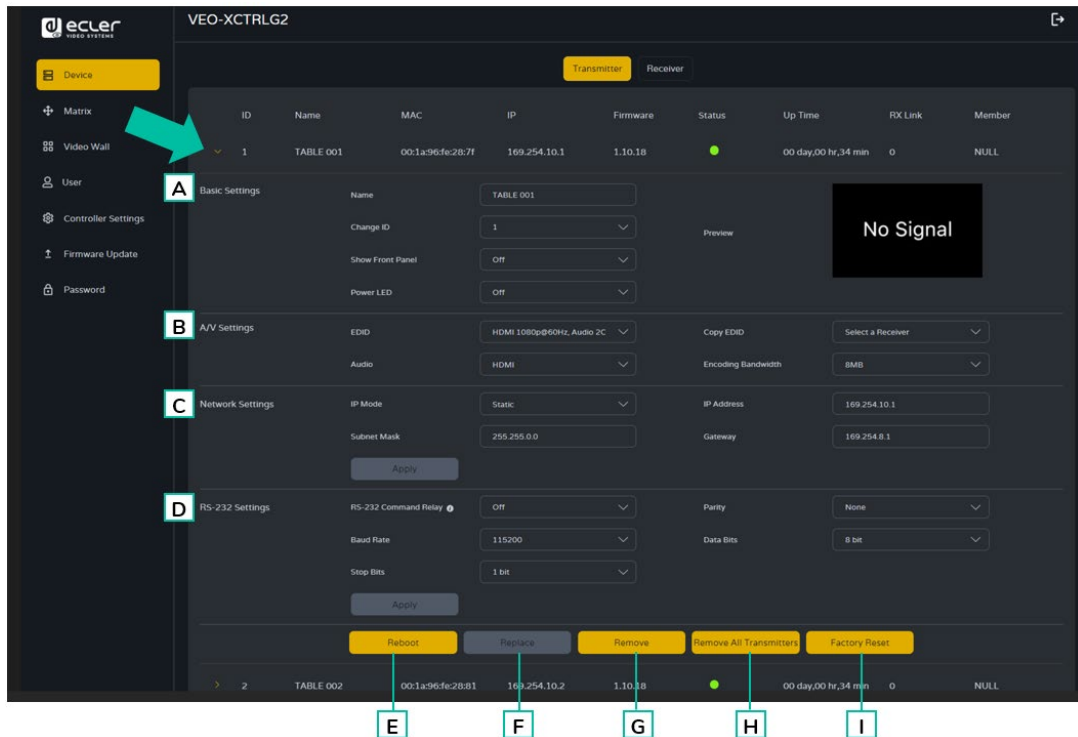 ecler
VIDEO SYSTEMS
VEO-XCTRLG2
Device
Matrix
Video Wall
User
Controller Settings
Firmware Update
Password
Transmitter Receiver
ID Name MAC IP Firmware Status Up Time RX Link Member
1 TABLE 001 00:1a:96:fe:28:7f 169.254.10.1 1.10.18 00 day,00 hr,34 min 0 NULL
A Basic Settings
Name TABLE 001
Change ID 1
Show Front Panel Off
Power LED Off
Preview
No Signal
B A/V Settings
EDID HDMI 1080p@60Hz, Audio 2C Copy EDID Select a Receiver
Audio HDMI Encoding Bandwidth 8MB
C Network Settings
IP Mode Static IP Address 169.254.10.1
Subnet Mask 255.255.0.0 Gateway 169.254.8.1
Apply
D RS-232 Settings
RS-232 Command Relay Off Parity None
Baud Rate 115200 Data Bits 8 bit
Stop Bits 1 bit
Apply
Reboot Replace Remove Remove All Transmitters Factory Reset
2 TABLE 002 00:1a:96:fe:28:81 169.254.10.2 1.10.18 00 day,00 hr,34 min 0 NULL
E F G H I